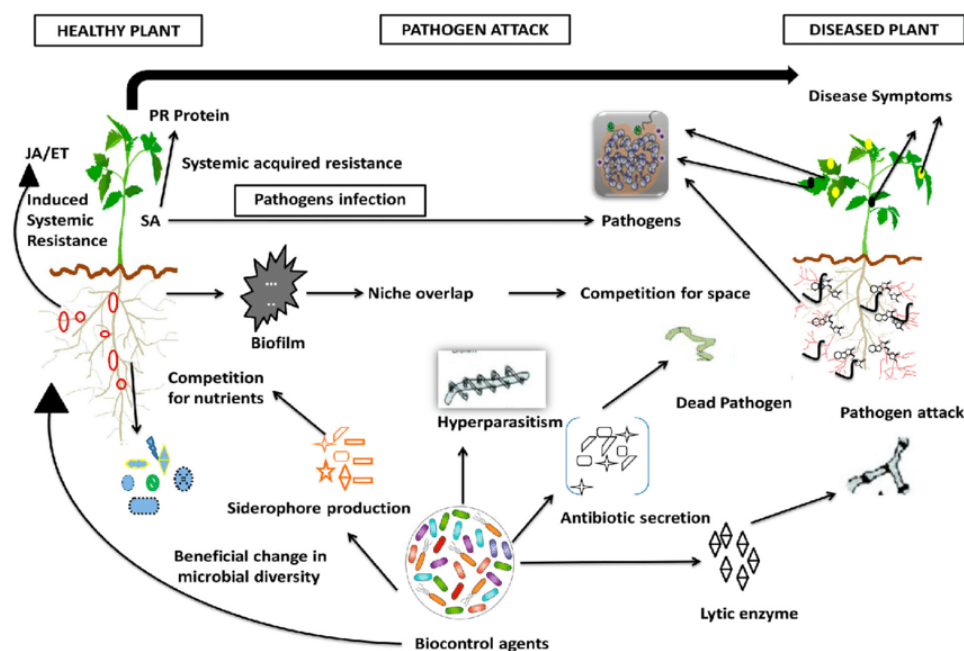 HEALTHY PLANT
PATHOGEN ATTACK
DISEASED PLANT
Disease Symptoms
PR Protein
JA/ET
Systemic acquired resistance
Induced
Systemic
Resistance
SA
Pathogens infection
Pathogens
Biofilm
Niche overlap
Competition for space
Competition
for nutrients
Hyperparasitism
Dead Pathogen
Pathogen attack
Siderophore production
Antibiotic secretion
Beneficial change in
microbial diversity
Lytic enzyme
Biocontrol agents